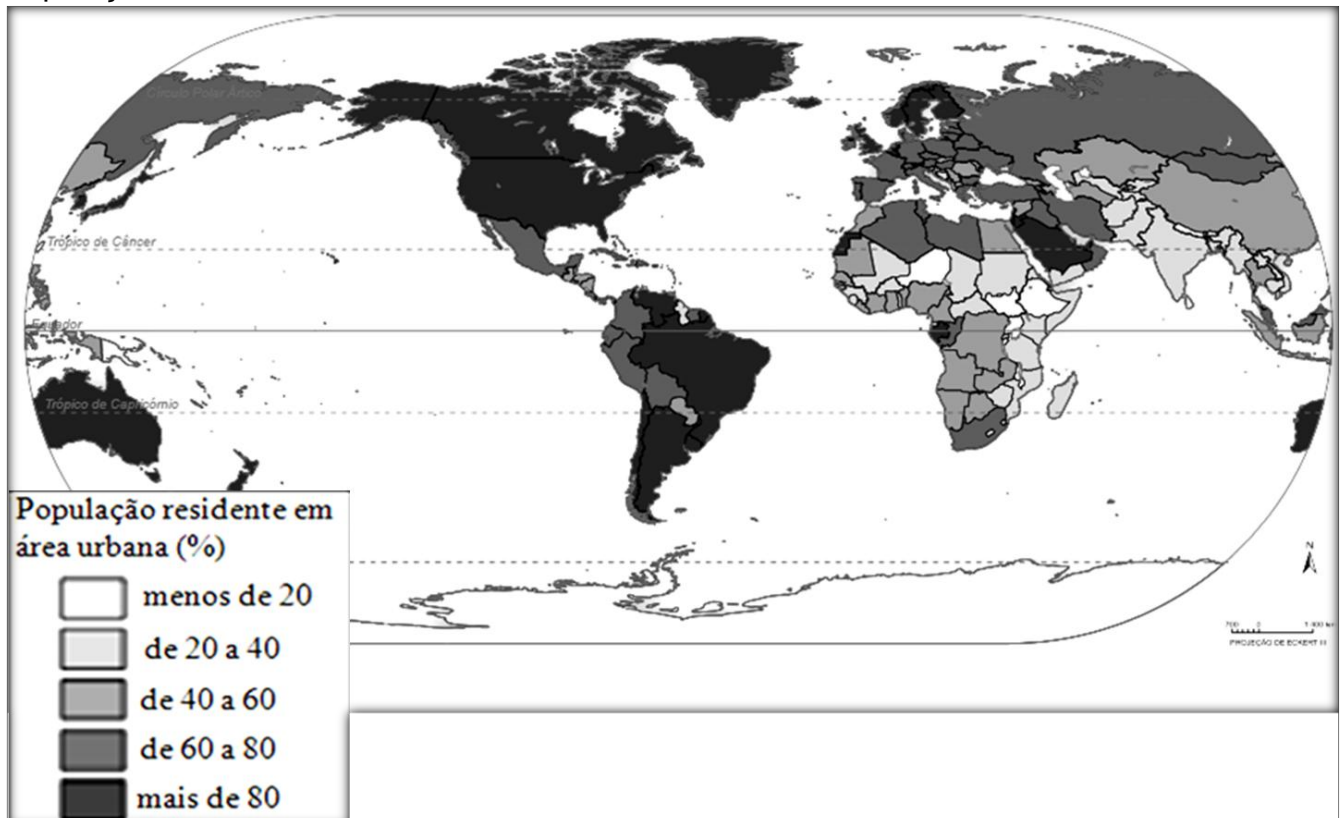 Círculo Polar Ártico
Trópico de Câncer
Equador
Trópico de Capricórnio
População residente em
área urbana (%)
menos de 20
de 20 a 40
de 40 a 60
de 60 a 80
mais de 80
N
PROJEÇÃO DE ECKERT III